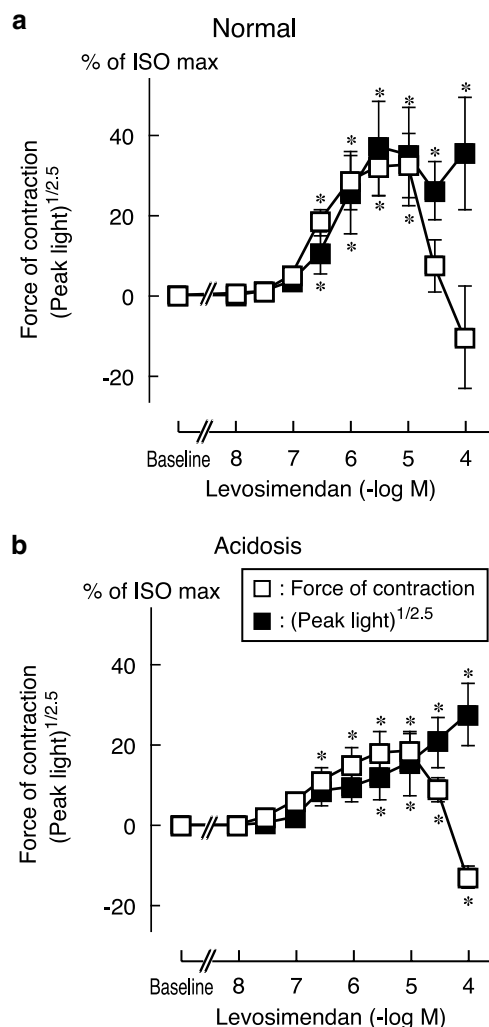 a
Normal
% of ISO max
Force of contraction
(Peak light)1/2.5
40
20
0
-20
* * * * * * * * * * *
Baseline 8 7 6 5 4
Levosimendan (-log M)
b
Acidosis
% of ISO max
□ : Force of contraction
■ : (Peak light)1/2.5
Force of contraction
(Peak light)1/2.5
40
20
0
-20
* * * * * * * * * * *
Baseline 8 7 6 5 4
Levosimendan (-log M)